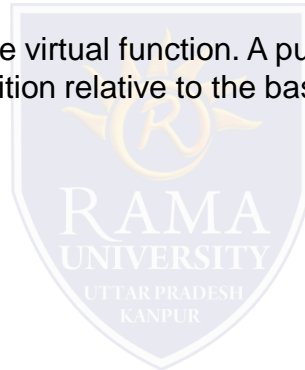 e virtual function. A pu
ition relative to the bas
R
RAMA
UNIVERSITY
UTTAR PRADESH
KANPUR